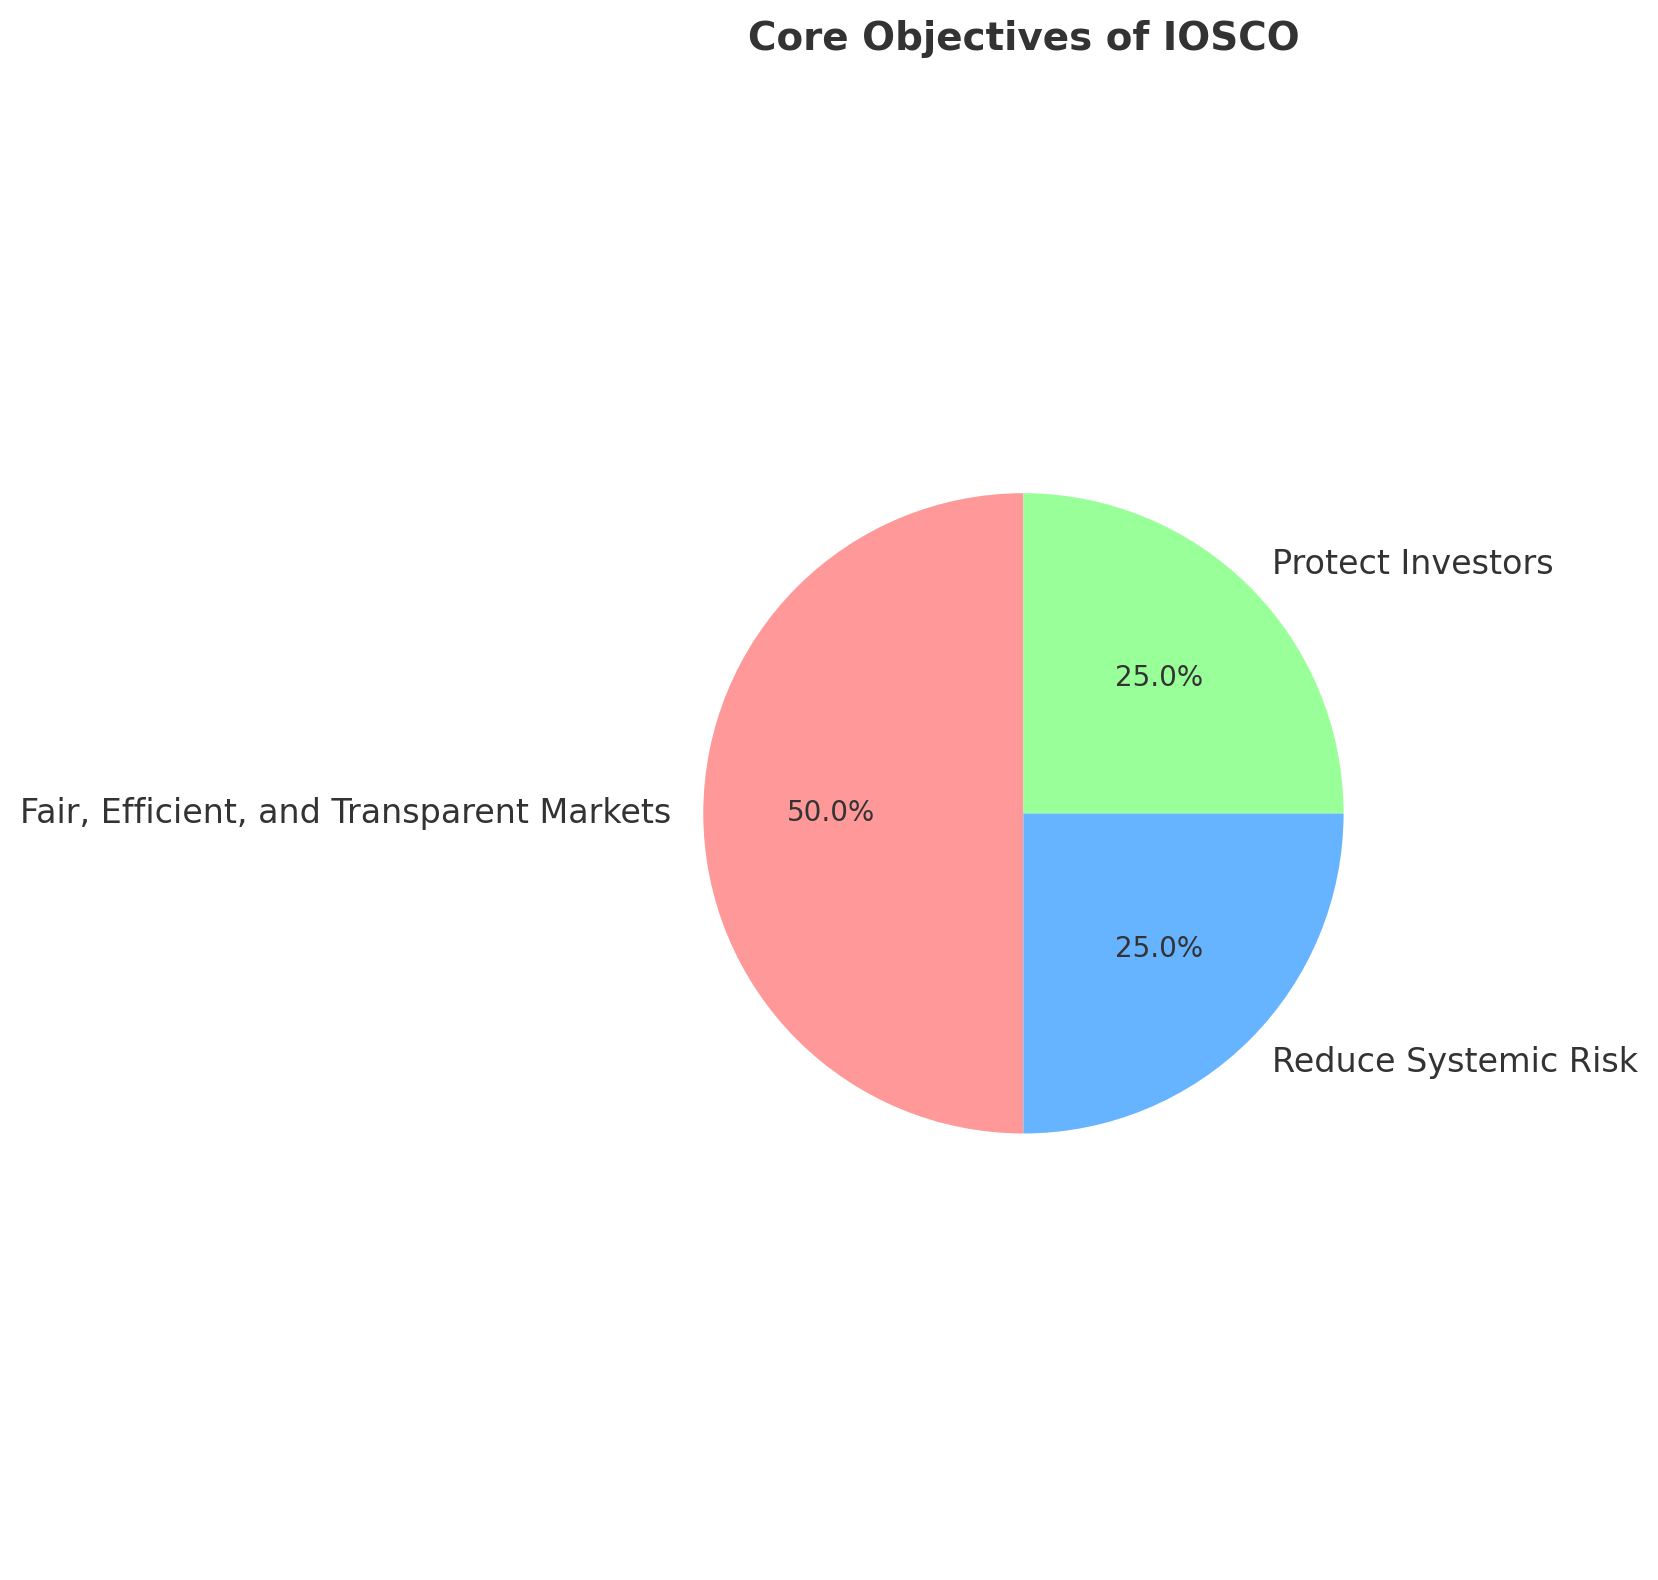 Core Objectives of IOSCO
Protect Investors
25.0%
Fair, Efficient, and Transparent Markets
50.0%
25.0%
Reduce Systemic Risk